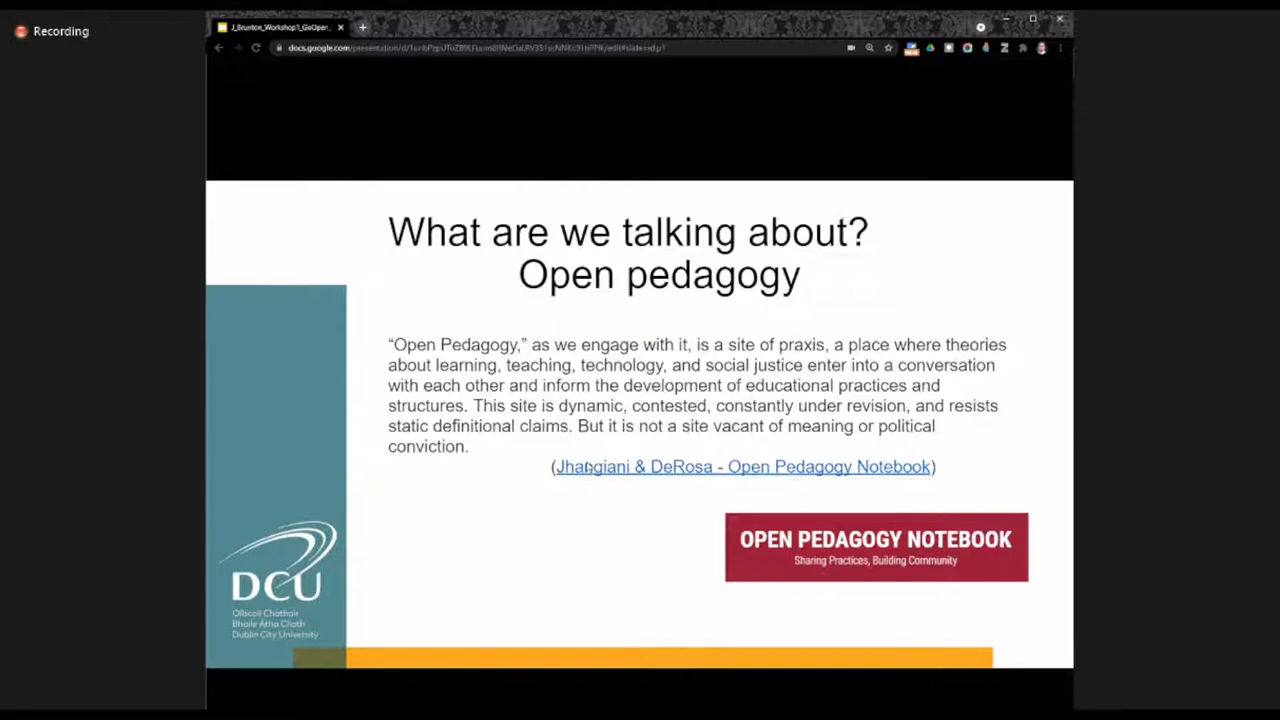 Recording
docs.google.com
What are we talking about?
Open pedagogy
“Open Pedagogy,” as we engage with it, is a site of praxis, a place where theories
about learning, teaching, technology, and social justice enter into a conversation
with each other and inform the development of educational practices and
structures. This site is dynamic, contested, constantly under revision, and resists
static definitional claims. But it is not a site vacant of meaning or political
conviction.
(Jhangiani & DeRosa - Open Pedagogy Notebook)
OPEN PEDAGOGY NOTEBOOK
Sharing Practices, Building Community
DCU
Ollscoil Chathair
Bhaile Átha Cliath
Dublin City University